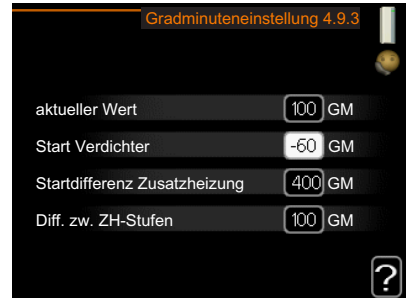 Gradminuteneinstellung 4.9.3
aktueller Wert 100 GM
Start Verdichter -60 GM
Startdifferenz Zusatzheizung 400 GM
Diff. zw. ZH-Stufen 100 GM
?